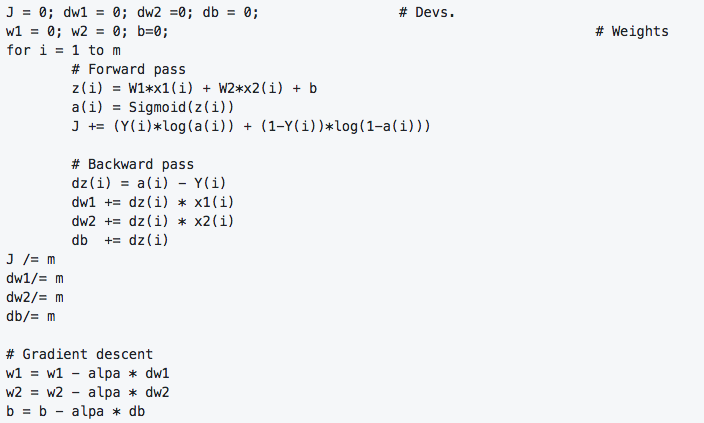 J = 0; dw1 = 0; dw2 =0; db = 0;                 # Devs.
w1 = 0; w2 = 0; b=0;                                                    # Weights
for i = 1 to m
        # Forward pass
        z(i) = W1*x1(i) + W2*x2(i) + b
        a(i) = Sigmoid(z(i))
        J += (Y(i)*log(a(i)) + (1-Y(i))*log(1-a(i)))

        # Backward pass
        dz(i) = a(i) - Y(i)
        dw1 += dz(i) * x1(i)
        dw2 += dz(i) * x2(i)
        db  += dz(i)
J /= m
dw1/= m
dw2/= m
db/= m

# Gradient descent
w1 = w1 - alpa * dw1
w2 = w2 - alpa * dw2
b = b - alpa * db